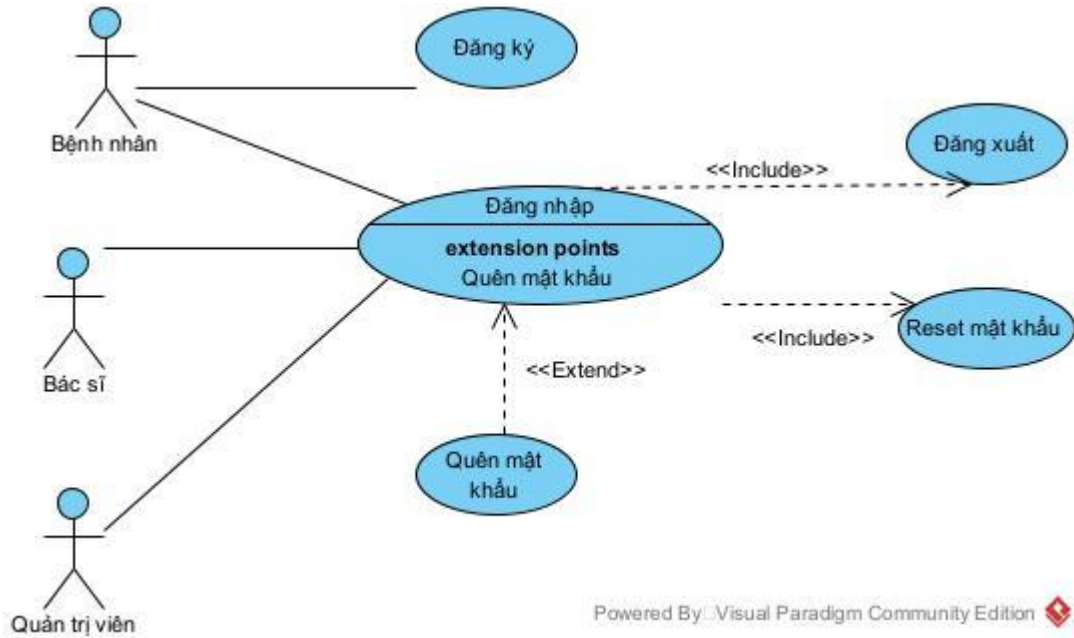 Đăng ký
Bệnh nhân
Đăng xuất
<<Include>>
Đăng nhập
extension points
Quên mật khẩu
Reset mật khẩu
<<Include>>
<<Extend>>
Bác sĩ
Quên mật
khẩu
Quản trị viên
Powered By Visual Paradigm Community Edition